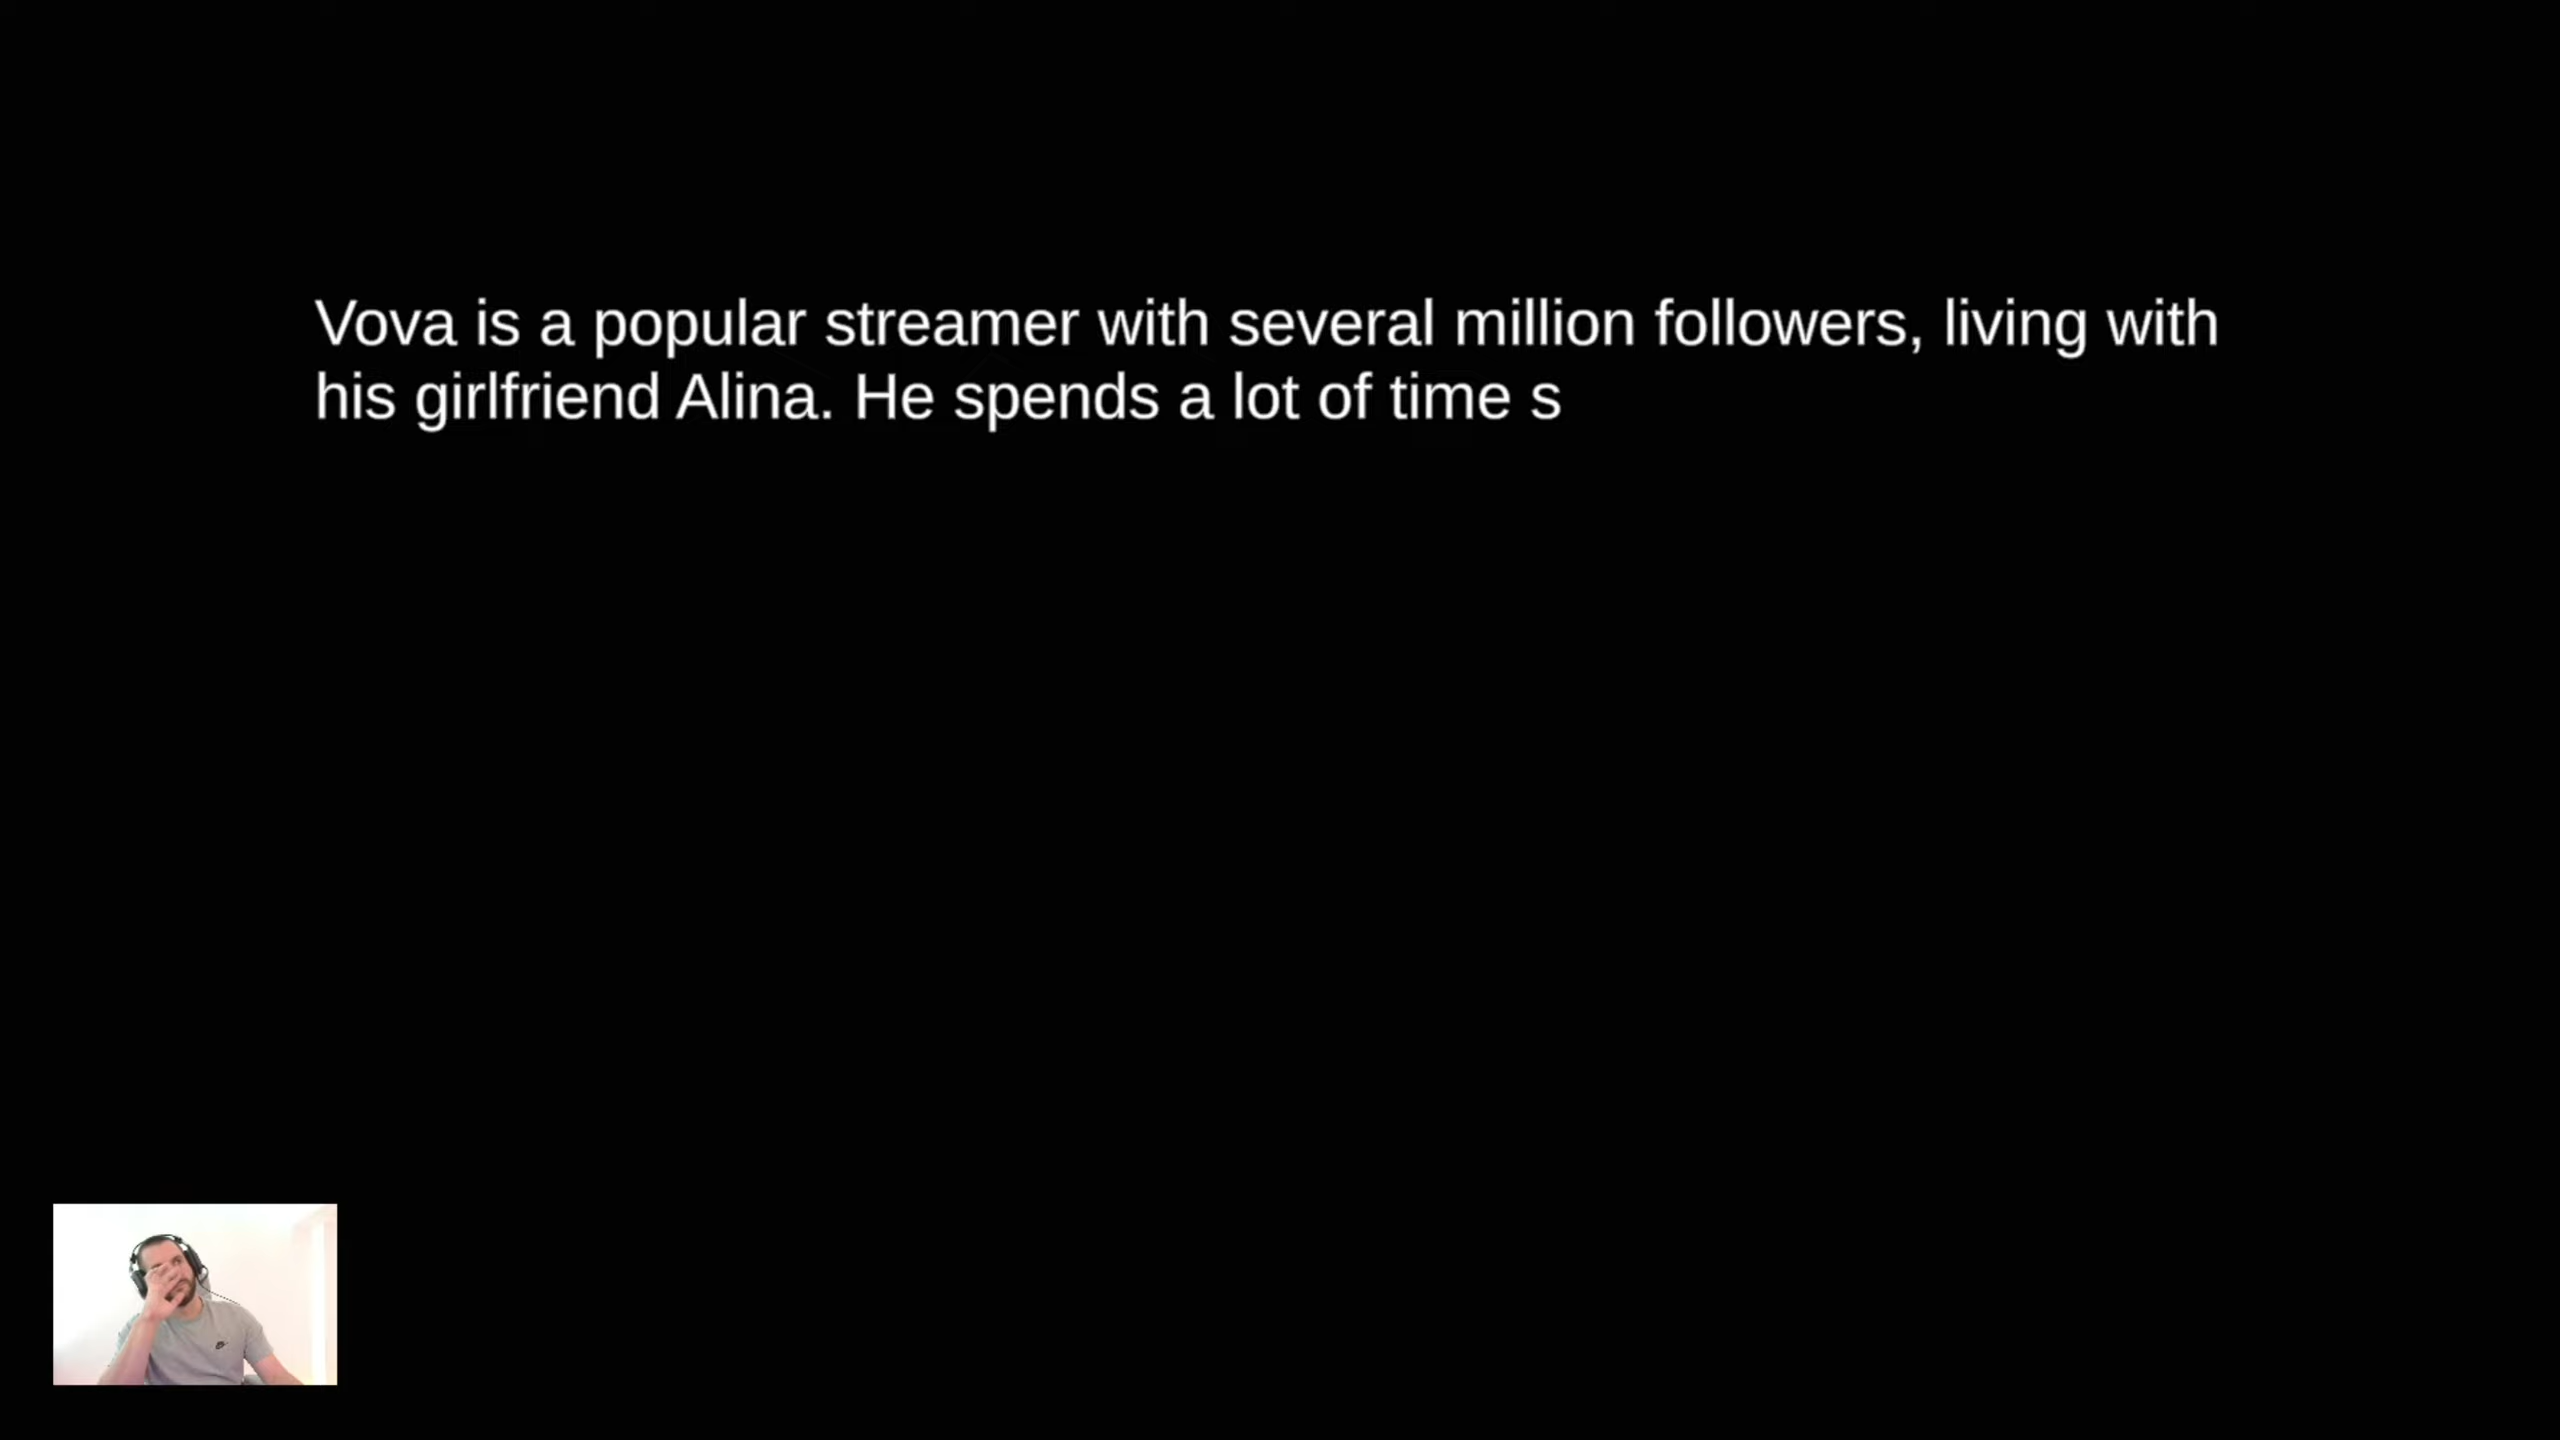 Vova is a popular streamer with several million followers, living with
his girlfriend Alina. He spends a lot of time s